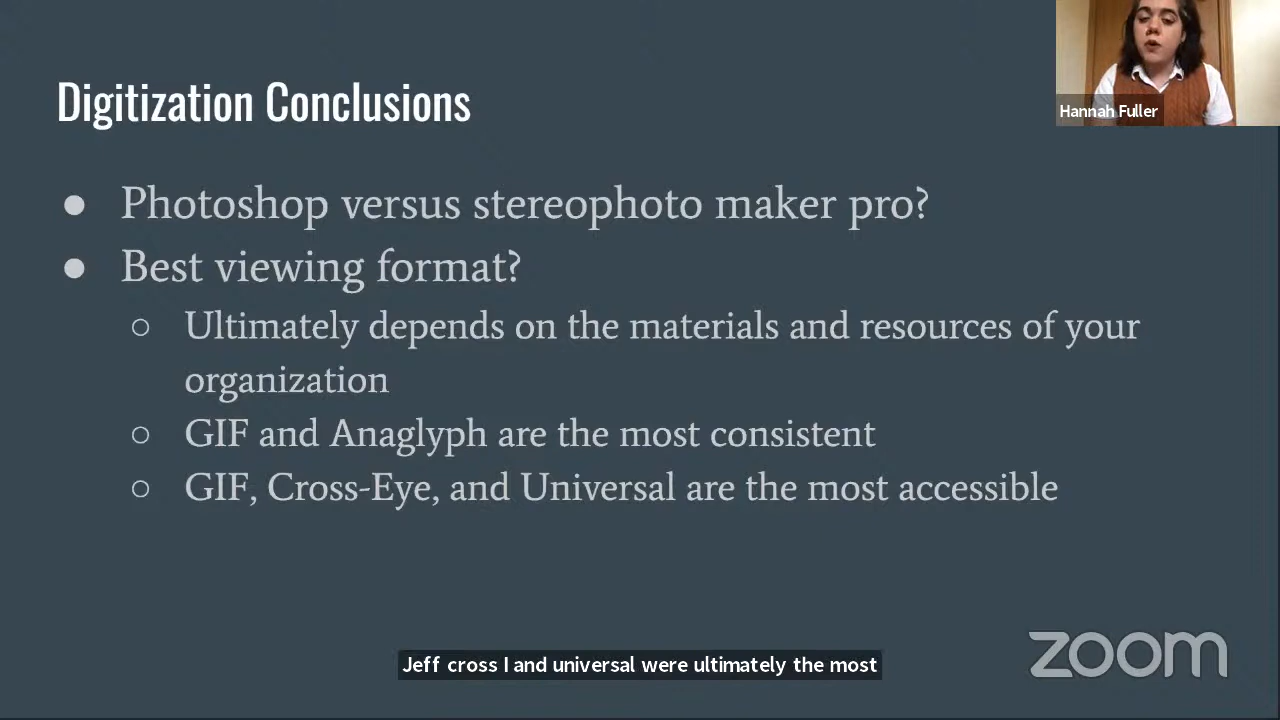 Digitization Conclusions
Hannah Fuller
● Photoshop versus stereophoto maker pro?
● Best viewing format?
○ Ultimately depends on the materials and resources of your
organization
○ GIF and Anaglyph are the most consistent
○ GIF, Cross-Eye, and Universal are the most accessible
Jeff cross I and universal were ultimately the most
zoom